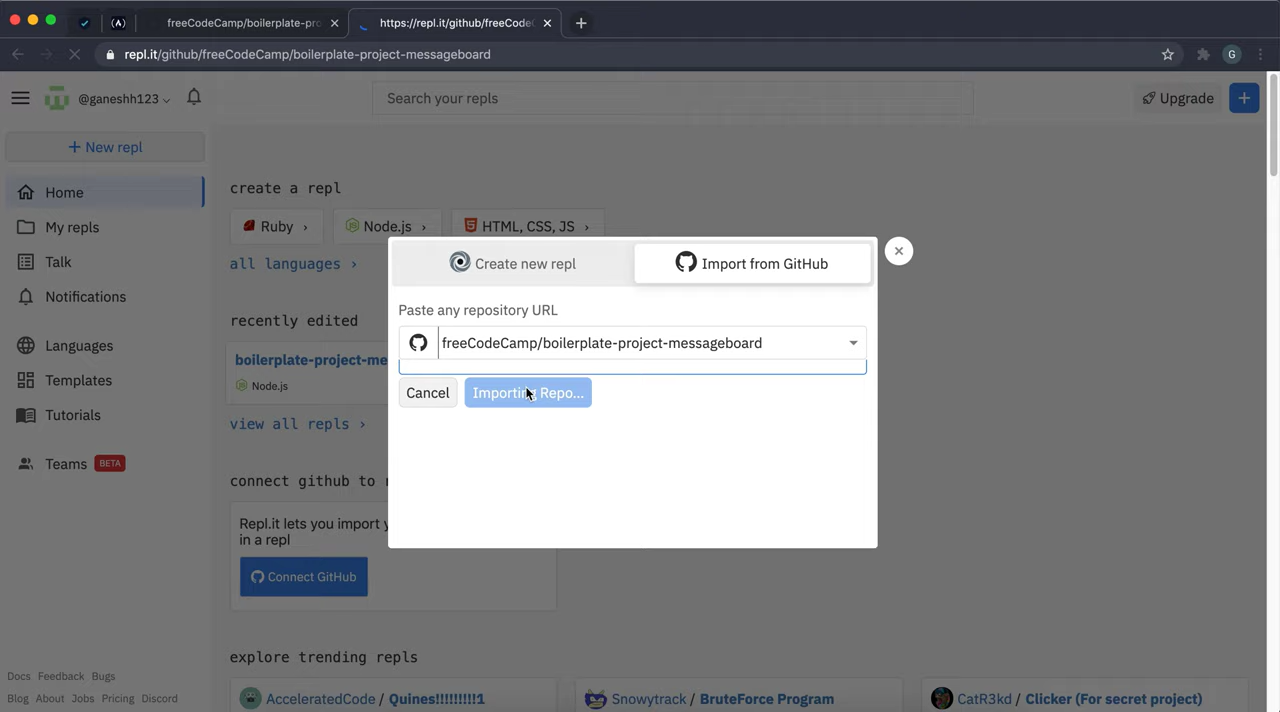 freeCodeCamp/boilerplate-pro
https://repl.it/github/freeCode
repl.it/github/freeCodeCamp/boilerplate-project-messageboard
G
@ganeshh123
Search your repls
Upgrade
+
+ New repl
Home
My repls
Talk
Notifications
Languages
Templates
Tutorials
Teams BETA
Docs Feedback Bugs
Blog About Jobs Pricing Discord
create a repl
Ruby ›
Node.js ›
HTML, CSS, JS ›
all languages ›
recently edited
boilerplate-project-me
Node.js
view all repls ›
connect github to r
Repl.it lets you import y
in a repl
Connect GitHub
explore trending repls
AcceleratedCode / Quines!!!!!!!!!1
Snowytrack / BruteForce Program
CatR3kd / Clicker (For secret project)
Create new repl
Import from GitHub
Paste any repository URL
freeCodeCamp/boilerplate-project-messageboard
Cancel
Importing Repo...